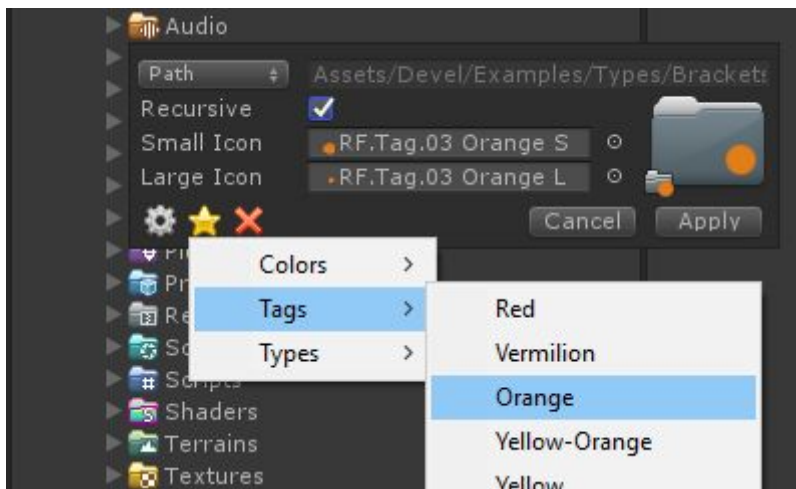 Audio
Path Assets/Devel/Examples/Types/Brackets
Recursive
Small Icon RF.Tag.03 Orange S
Large Icon RF.Tag.03 Orange L
Cancel Apply
Colors >
Tags > Red
Types > Vermilion
Scripts # Orange
Shaders Yellow-Orange
Terrains
Textures Yellow